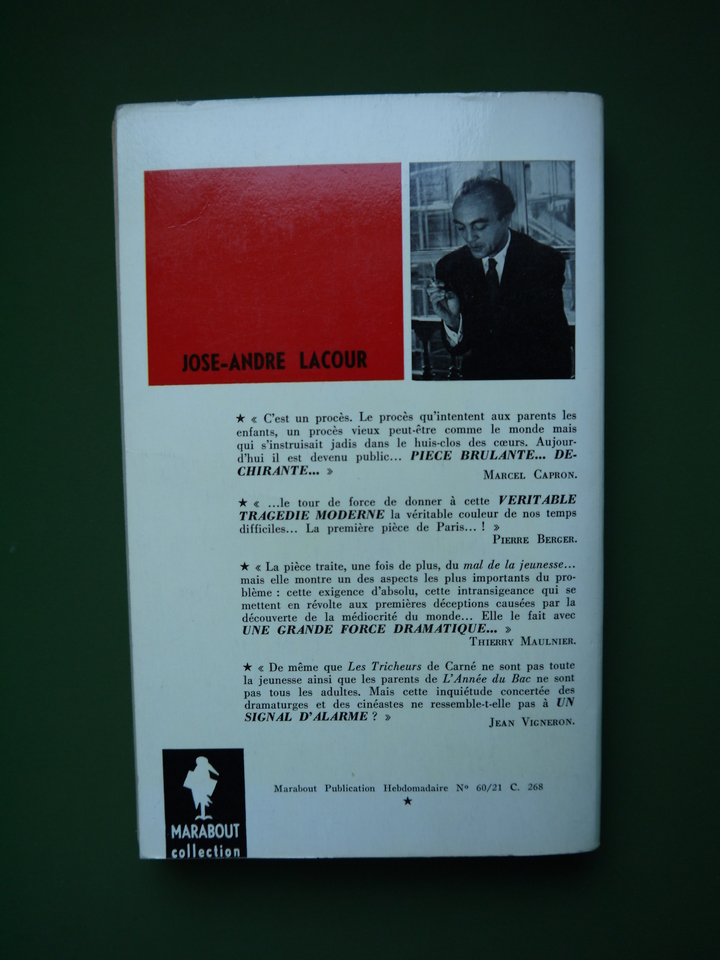 JOSE-ANDRE LACOUR
★ « C'est un procès. Le procès qu'intentent aux parents les
enfants, un procès vieux peut-être comme le monde mais
qui s'instruisait jadis dans le huis-clos des cœurs. Aujour-
d'hui il est devenu public... PIECE BRULANTE... DE-
CHIRANTE... »
MARCEL CAPRON.
★ « ...le tour de force de donner à cette VERITABLE
TRAGEDIE MODERNE la véritable couleur de nos temps
difficiles... La première pièce de Paris... ! »
PIERRE BERGER.
★ « La pièce traite, une fois de plus, du mal de la jeunesse...
mais elle montre un des aspects les plus importants du pro-
blème : cette exigence d'absolu, cette intransigeance qui se
mettent en révolte aux premières déceptions causées par la
découverte de la médiocrité du monde... Elle le fait avec
UNE GRANDE FORCE DRAMATIQUE... »
THIERRY MAULNIER.
★ « De même que Les Tricheurs de Carné ne sont pas toute
la jeunesse ainsi que les parents de L'Année du Bac ne sont
pas tous les adultes. Mais cette inquiétude concertée des
dramaturges et des cinéastes ne ressemble-t-elle pas à UN
SIGNAL D'ALARME ? »
JEAN VIGNERON.
Marabout Publication Hebdomadaire Nº 60/21 C. 268
★
MARABOUT
collection